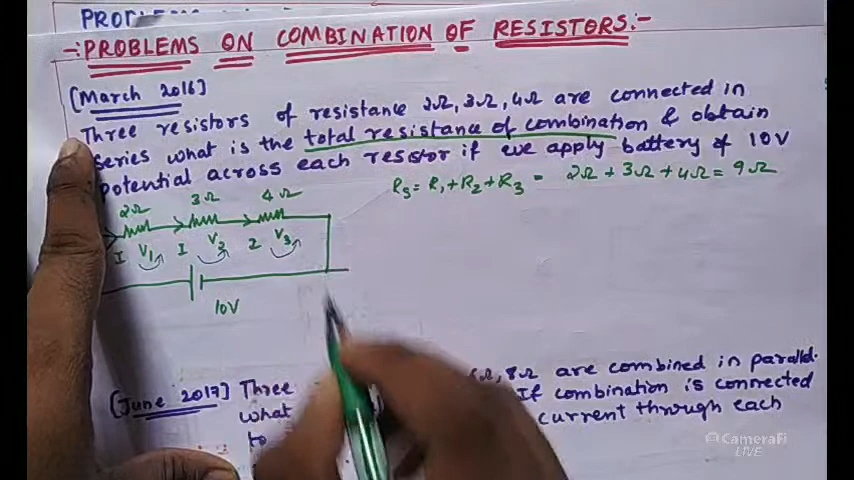 PROBLEMS
-: PROBLEMS ON COMBINATION OF RESISTORS:-
[March 2016]
Three resistors of resistance 2Ω, 3Ω, 4Ω are connected in
series what is the total resistance of combination & obtain
potential across each resistor if we apply battery of 10V
Rs = R1 + R2 + R3 = 2Ω + 3Ω + 4Ω = 9Ω
2Ω 3Ω 4Ω
I V1 I V2 I V3
10V
[June 2017] Three 8Ω are combined in parallel.
what If combination is connected
to current through each
CameraFi
LIVE